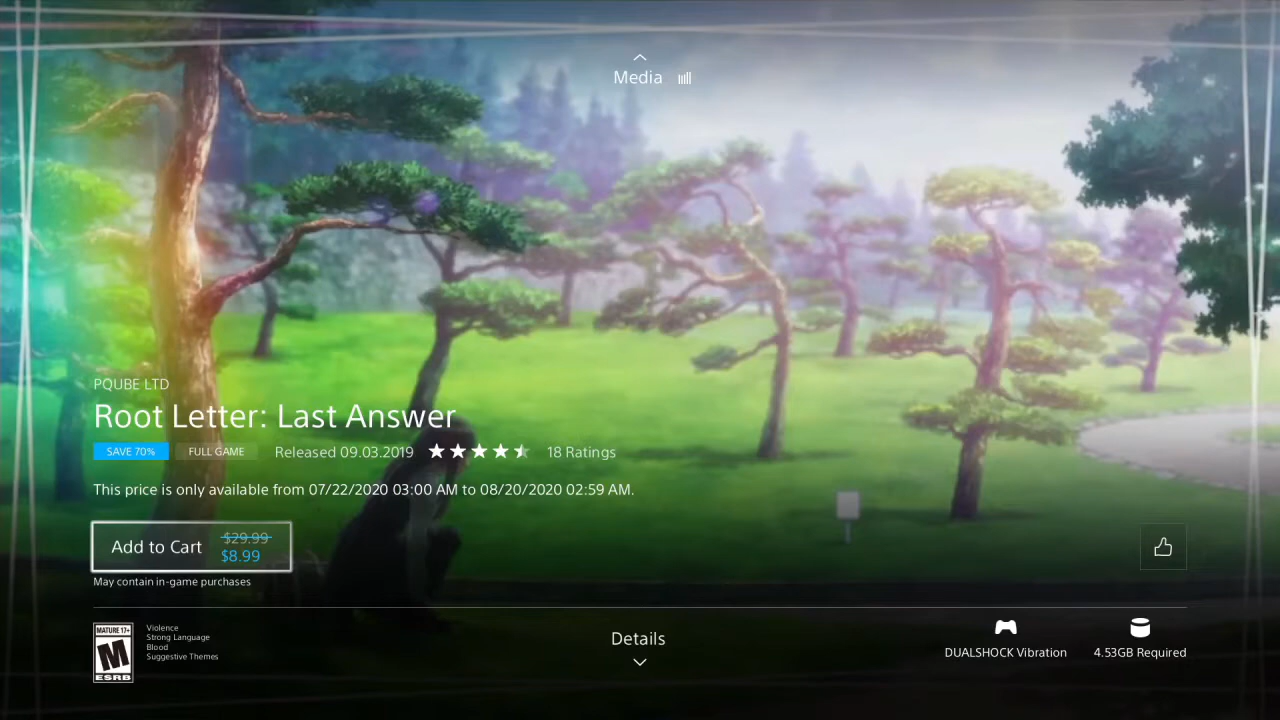 Media
PQUBE LTD
Root Letter: Last Answer
SAVE 70% FULL GAME Released 09.03.2019 18 Ratings
This price is only available from 07/22/2020 03:00 AM to 08/20/2020 02:59 AM.
Add to Cart $29.99
$8.99
May contain in-game purchases
MATURE 17+
M
ESRB
Violence
Strong Language
Blood
Suggestive Themes
Details
DUALSHOCK Vibration
4.53GB Required